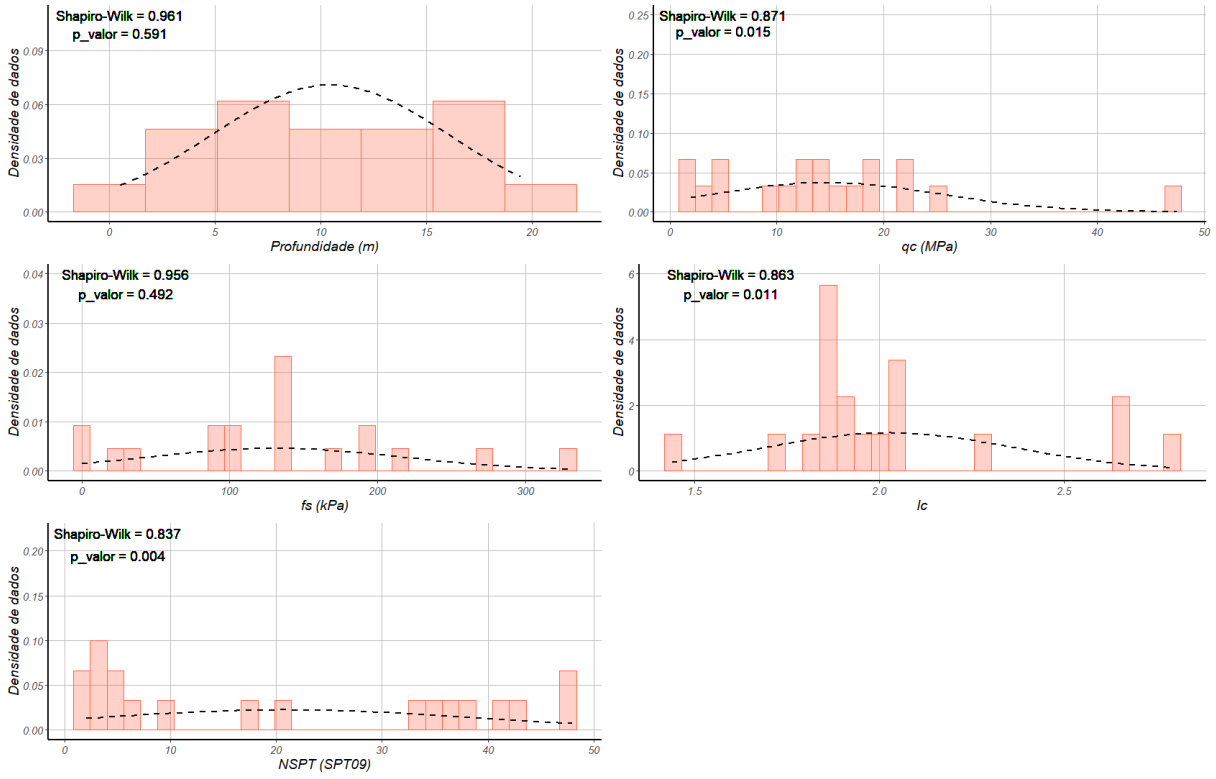 Shapiro-Wilk = 0.961
p_valor = 0.591
Densidade de dados
0.09
0.06
0.03
0.00
0 5 10 15 20
Profundidade (m)
Shapiro-Wilk = 0.871
p_valor = 0.015
Densidade de dados
0.25
0.20
0.15
0.10
0.05
0.00
0 10 20 30 40 50
qc (MPa)
Shapiro-Wilk = 0.956
p_valor = 0.492
Densidade de dados
0.04
0.03
0.02
0.01
0.00
0 100 200 300
fs (kPa)
Shapiro-Wilk = 0.863
p_valor = 0.011
Densidade de dados
6
4
2
0
1.5 2.0 2.5
Ic
Shapiro-Wilk = 0.837
p_valor = 0.004
Densidade de dados
0.20
0.15
0.10
0.05
0.00
0 10 20 30 40 50
NSPT (SPT09)